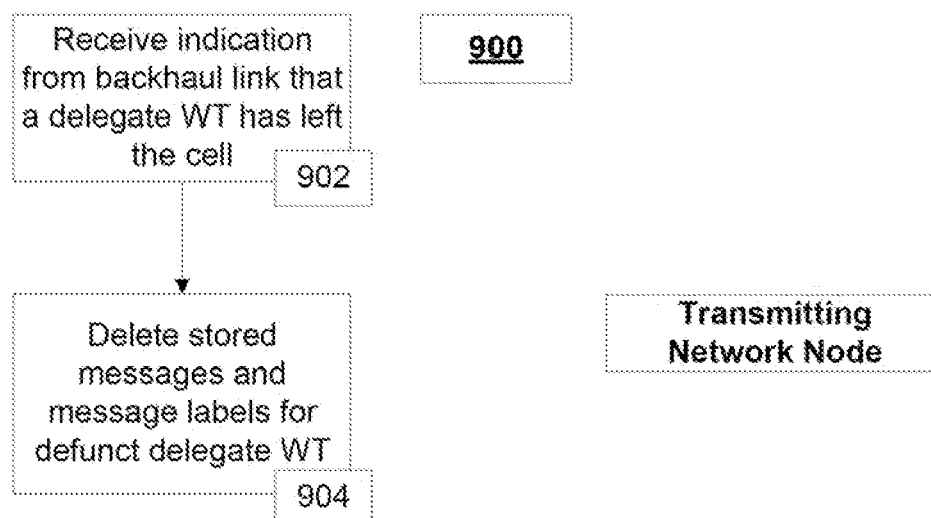 Receive indication
from backhaul link that
a delegate WT has left
the cell
902
900
Delete stored
messages and
message labels for
defunct delegate WT
904
Transmitting
Network Node